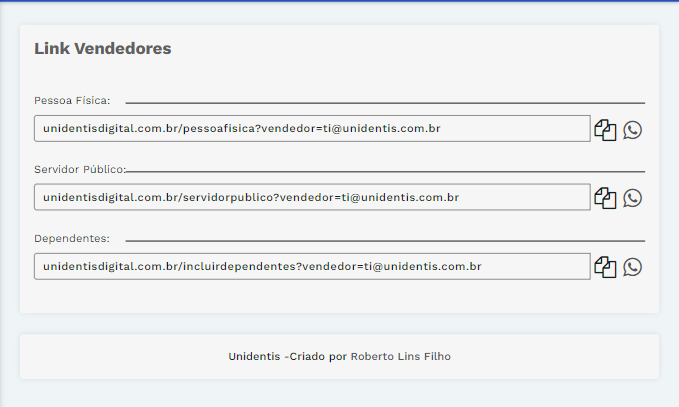 Link Vendedores
Pessoa Física:
unidentisdigital.com.br/pessoafisica?vendedor=ti@unidentis.com.br
Servidor Público:
unidentisdigital.com.br/servidorpublico?vendedor=ti@unidentis.com.br
Dependentes:
unidentisdigital.com.br/incluirdependentes?vendedor=ti@unidentis.com.br
Unidentis -Criado por Roberto Lins Filho